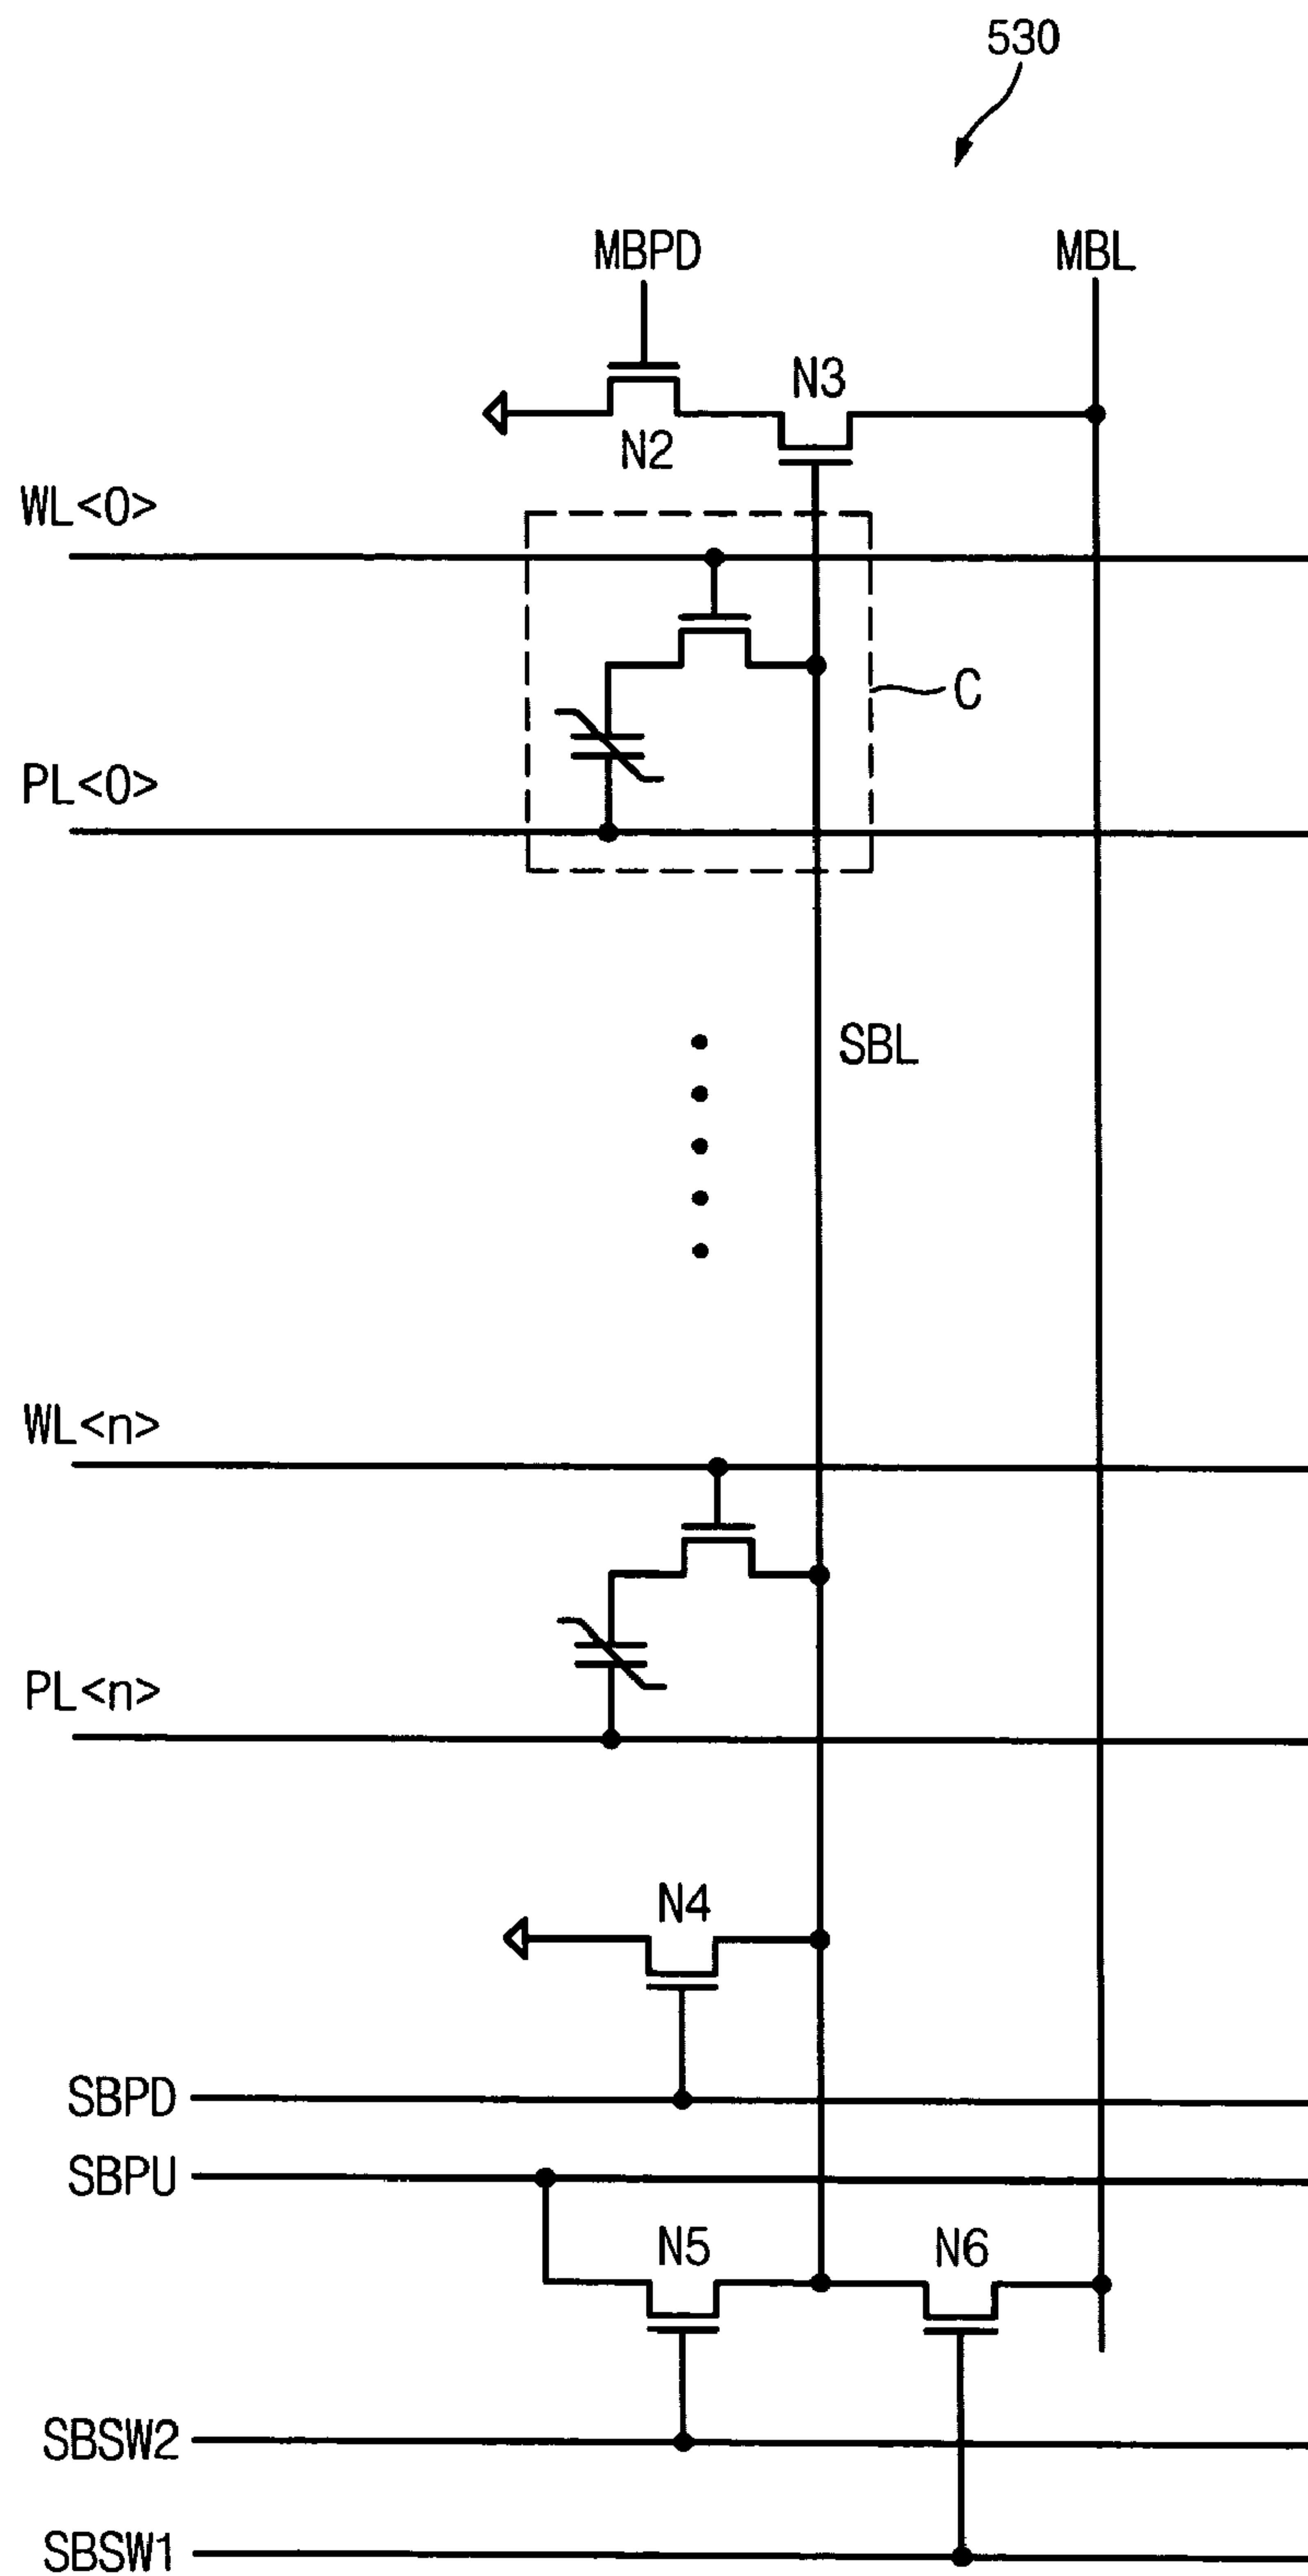 530
MBPD
MBL
N3
N2
WL<0>
C
PL<0>
SBL
WL<n>
PL<n>
N4
SBPD
SBPU
N5
N6
SBSW2
SBSW1